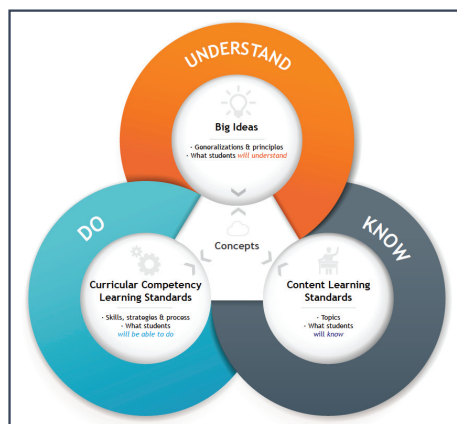 UNDERSTAND
Big Ideas
· Generalizations & principles
· What students will understand
DO
KNOW
Concepts
Curricular Competency
Learning Standards
· Skills, strategies & process
· What students
will be able to do
Content Learning
Standards
· Topics
· What students
will know